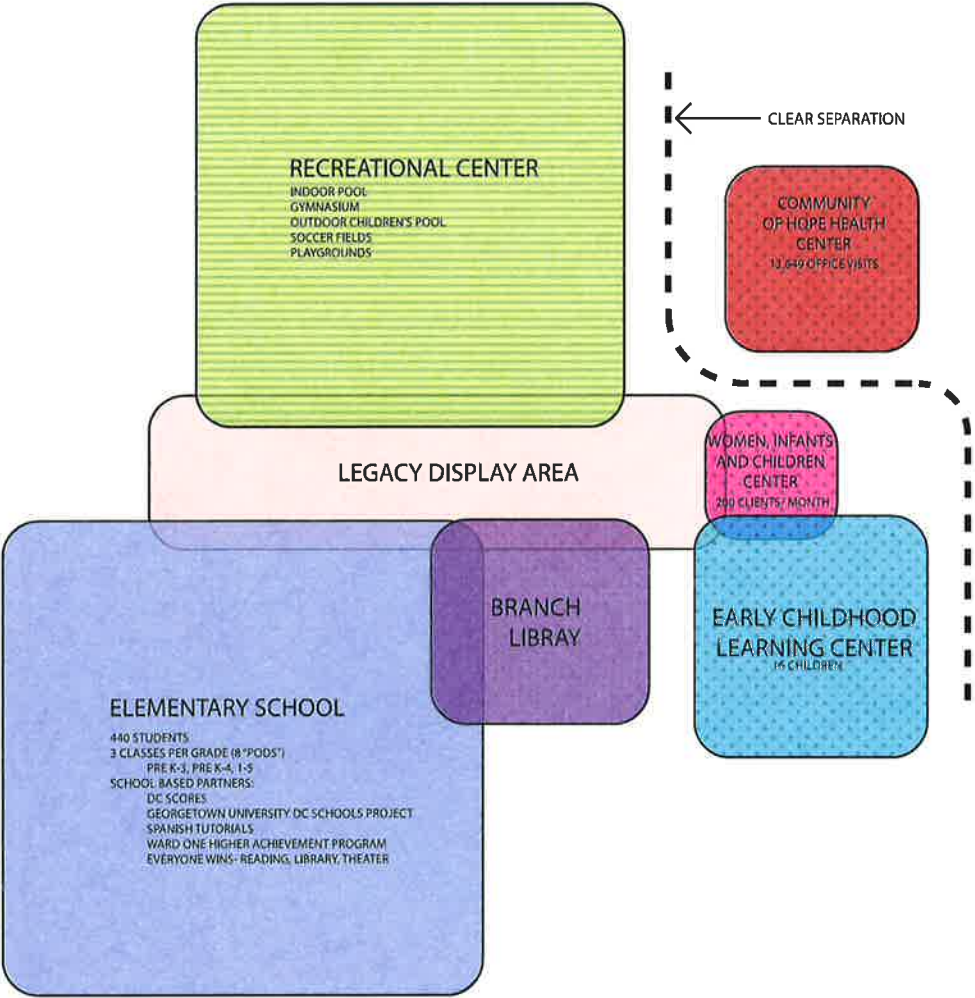 CLEAR SEPARATION
RECREATIONAL CENTER
INDOOR POOL
GYMNASIUM
OUTDOOR CHILDREN'S POOL
SOCCER FIELDS
PLAYGROUNDS
COMMUNITY
OF HOPE HEALTH
CENTER
13,649 OFFICE VISITS
LEGACY DISPLAY AREA
WOMEN, INFANTS
AND CHILDREN
CENTER
200 CLIENTS/ MONTH
BRANCH
LIBRAY
EARLY CHILDHOOD
LEARNING CENTER
16 CHILDREN
ELEMENTARY SCHOOL
440 STUDENTS
3 CLASSES PER GRADE (8 "PODS")
PRE K-3, PRE K-4, 1-5
SCHOOL BASED PARTNERS:
DC SCORES
GEORGETOWN UNIVERSITY DC SCHOOLS PROJECT
SPANISH TUTORIALS
WARD ONE HIGHER ACHIEVEMENT PROGRAM
EVERYONE WINS- READING, LIBRARY, THEATER